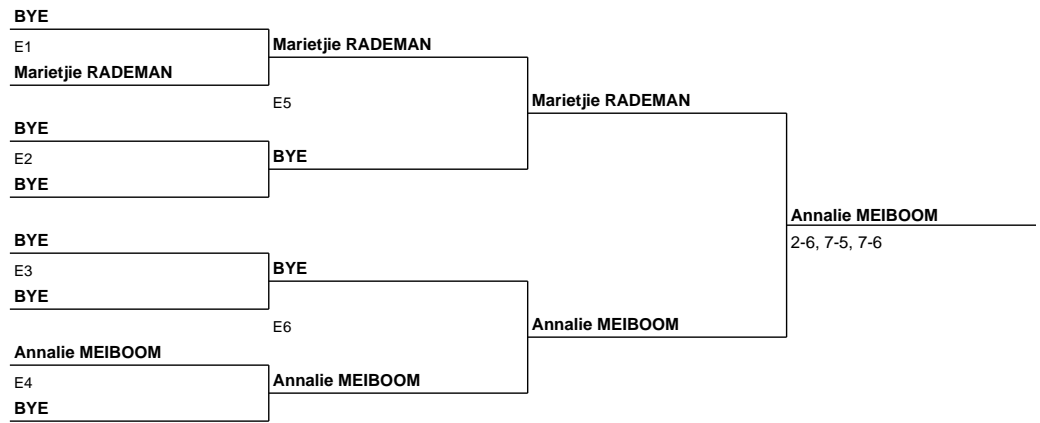 BYE
E1
Marietjie RADEMAN
Marietjie RADEMAN
E5
Marietjie RADEMAN
BYE
E2
BYE
BYE
Annalie MEIBOOM
2-6, 7-5, 7-6
BYE
E3
BYE
BYE
E6
Annalie MEIBOOM
Annalie MEIBOOM
E4
Annalie MEIBOOM
BYE